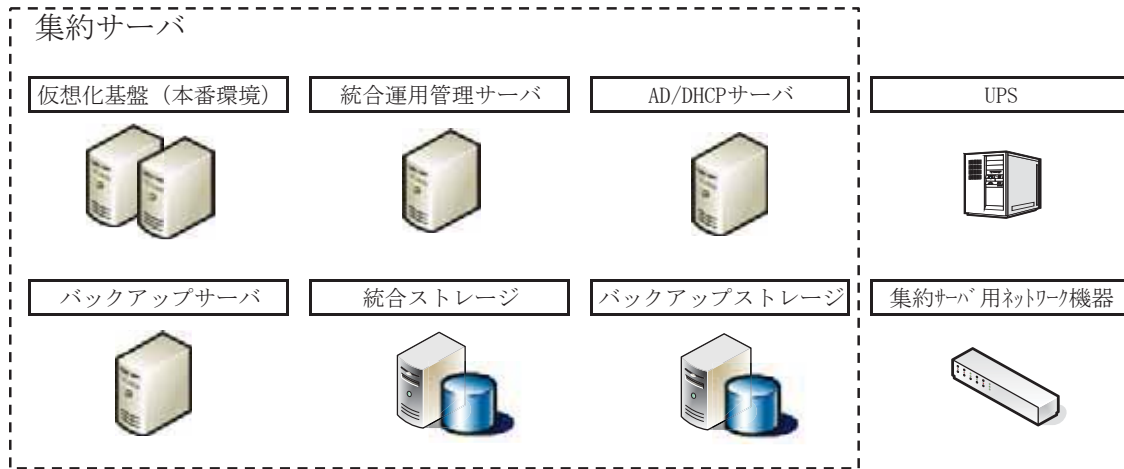 集約サーバ
仮想化基盤（本番環境）
統合運用管理サーバ
AD/DHCPサーバ
UPS
バックアップサーバ
統合ストレージ
バックアップストレージ
集約ｻｰﾊﾞ用ﾈｯﾄﾜｰｸ機器